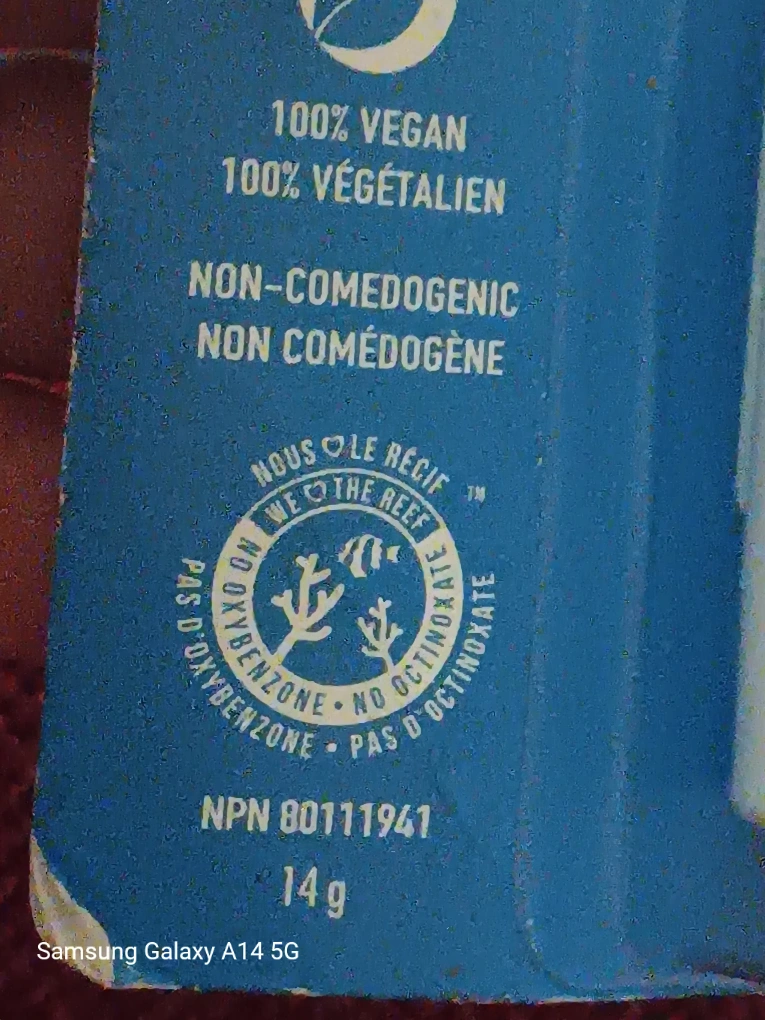 100% VEGAN
100% VÉGÉTALIEN
NON-COMEDOGENIC
NON COMÉDOGÈNE
NOUS ♡ LE RÉCIF ™
WE ♡ THE REEF
NO OXYBENZONE • NO OCTINOXATE
PAS D'OXYBENZONE • PAS D'OCTINOXATE
NPN 80111941
14 g
Samsung Galaxy A14 5G